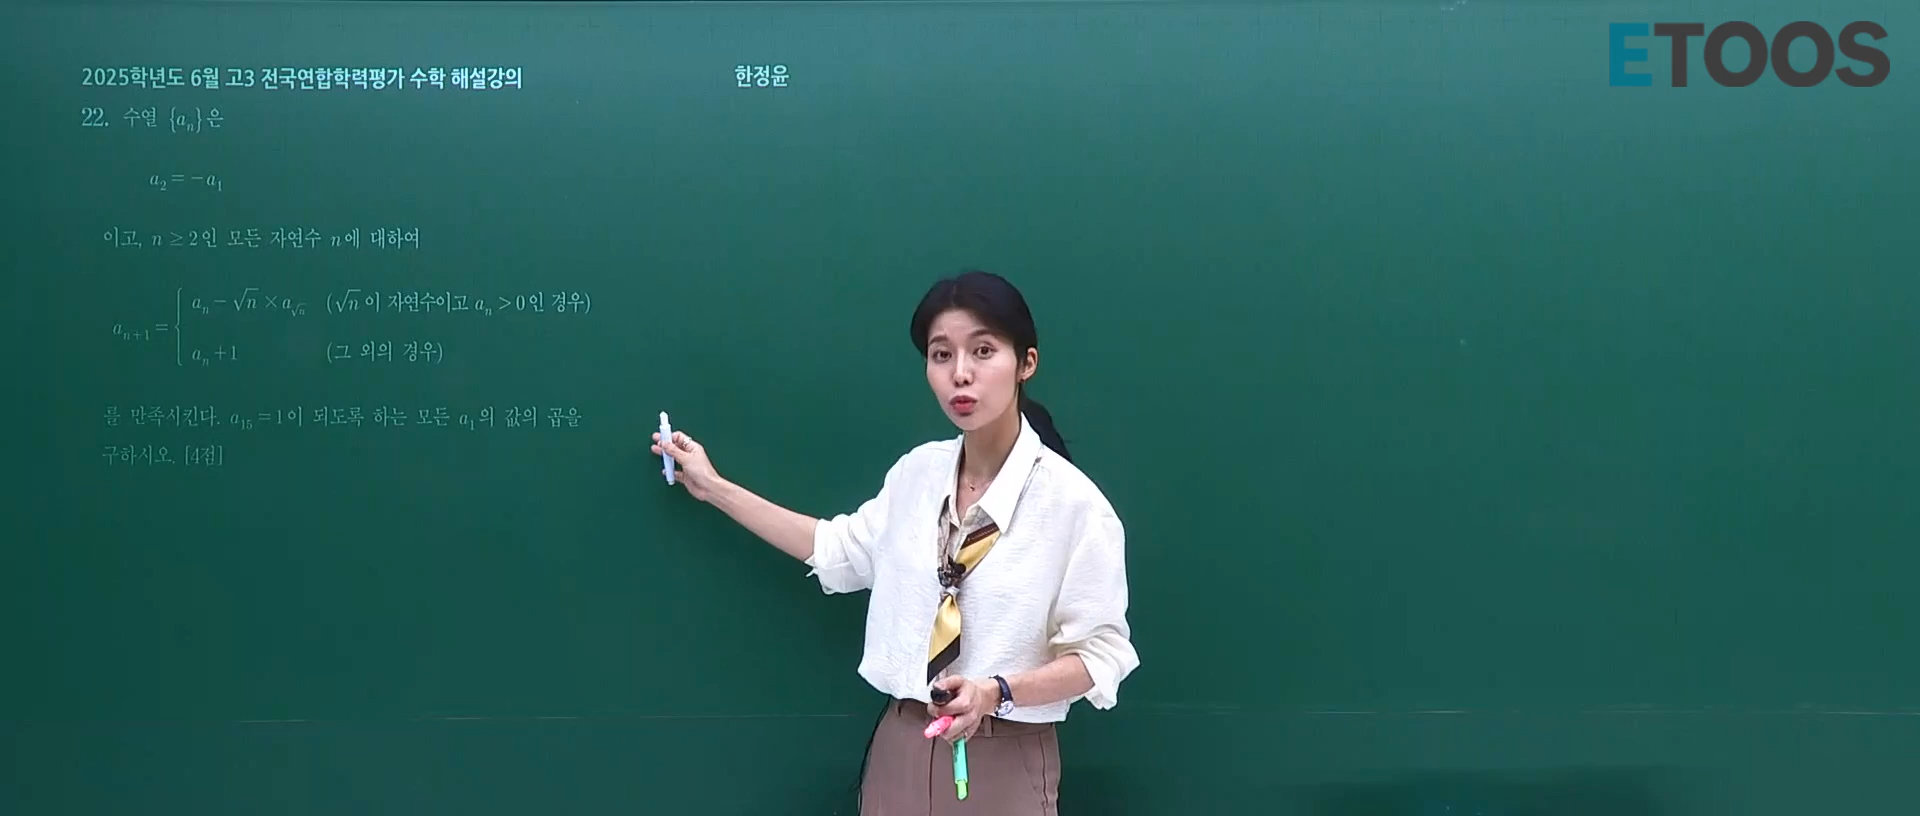 2025학년도 6월 고3 전국연합학력평가 수학 해설강의
한정윤
ETOOS
22. 수열 {aₙ}은
a₂ = −a₁
이고, n ≥ 2인 모든 자연수 n에 대하여
aₙ₊₁ = { aₙ − √n × a_√n (√n이 자연수이고 aₙ > 0인 경우)
aₙ + 1 (그 외의 경우)
를 만족시킨다. a₁₅ = 1이 되도록 하는 모든 a₁의 값의 곱을
구하시오. [4점]